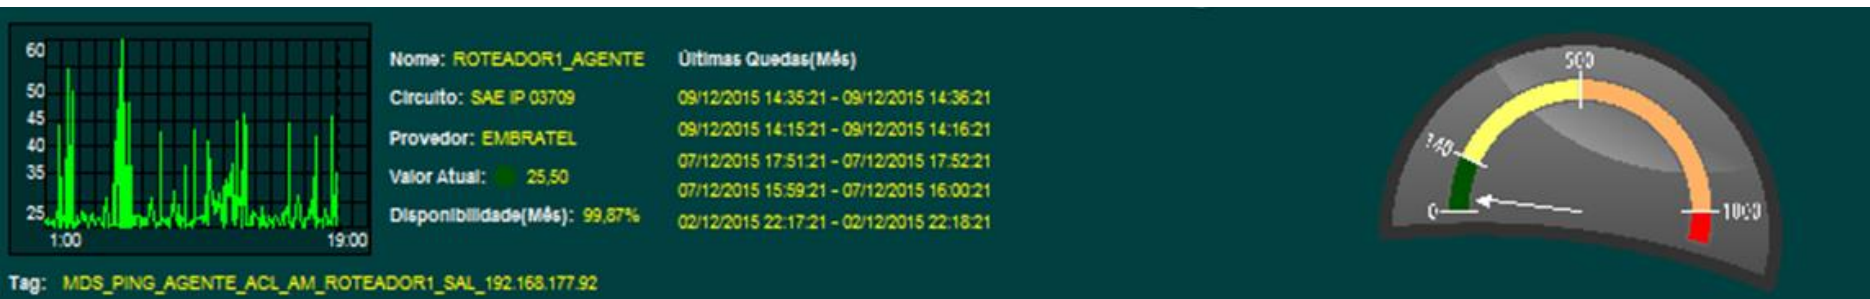 60
50
45
40
35
25
1:00
19:00
Nome: ROTEADOR1_AGENTE
Circuito: SAE IP 03709
Provedor: EMBRATEL
Valor Atual: 25,50
Disponibilidade(Mês): 99,87%
Últimas Quedas(Mês)
09/12/2015 14:35:21 - 09/12/2015 14:36:21
09/12/2015 14:15:21 - 09/12/2015 14:16:21
07/12/2015 17:51:21 - 07/12/2015 17:52:21
07/12/2015 15:59:21 - 07/12/2015 16:00:21
02/12/2015 22:17:21 - 02/12/2015 22:18:21
0
140
500
1000
Tag: MDS_PING_AGENTE_ACL_AM_ROTEADOR1_SAL_192.168.177.92